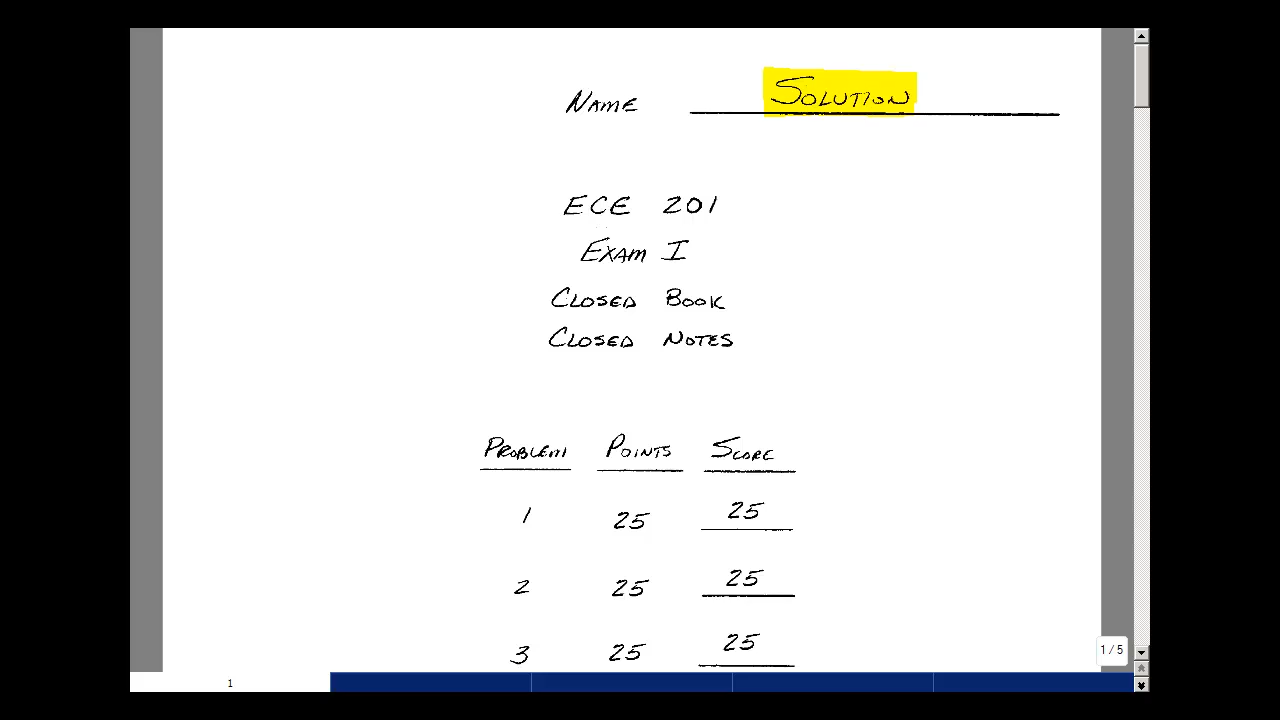 NAME SOLUTION
ECE 201
EXAM I
CLOSED BOOK
CLOSED NOTES
PROBLEM POINTS SCORE
1 25 25
2 25 25
3 25 25
1 / 5
1